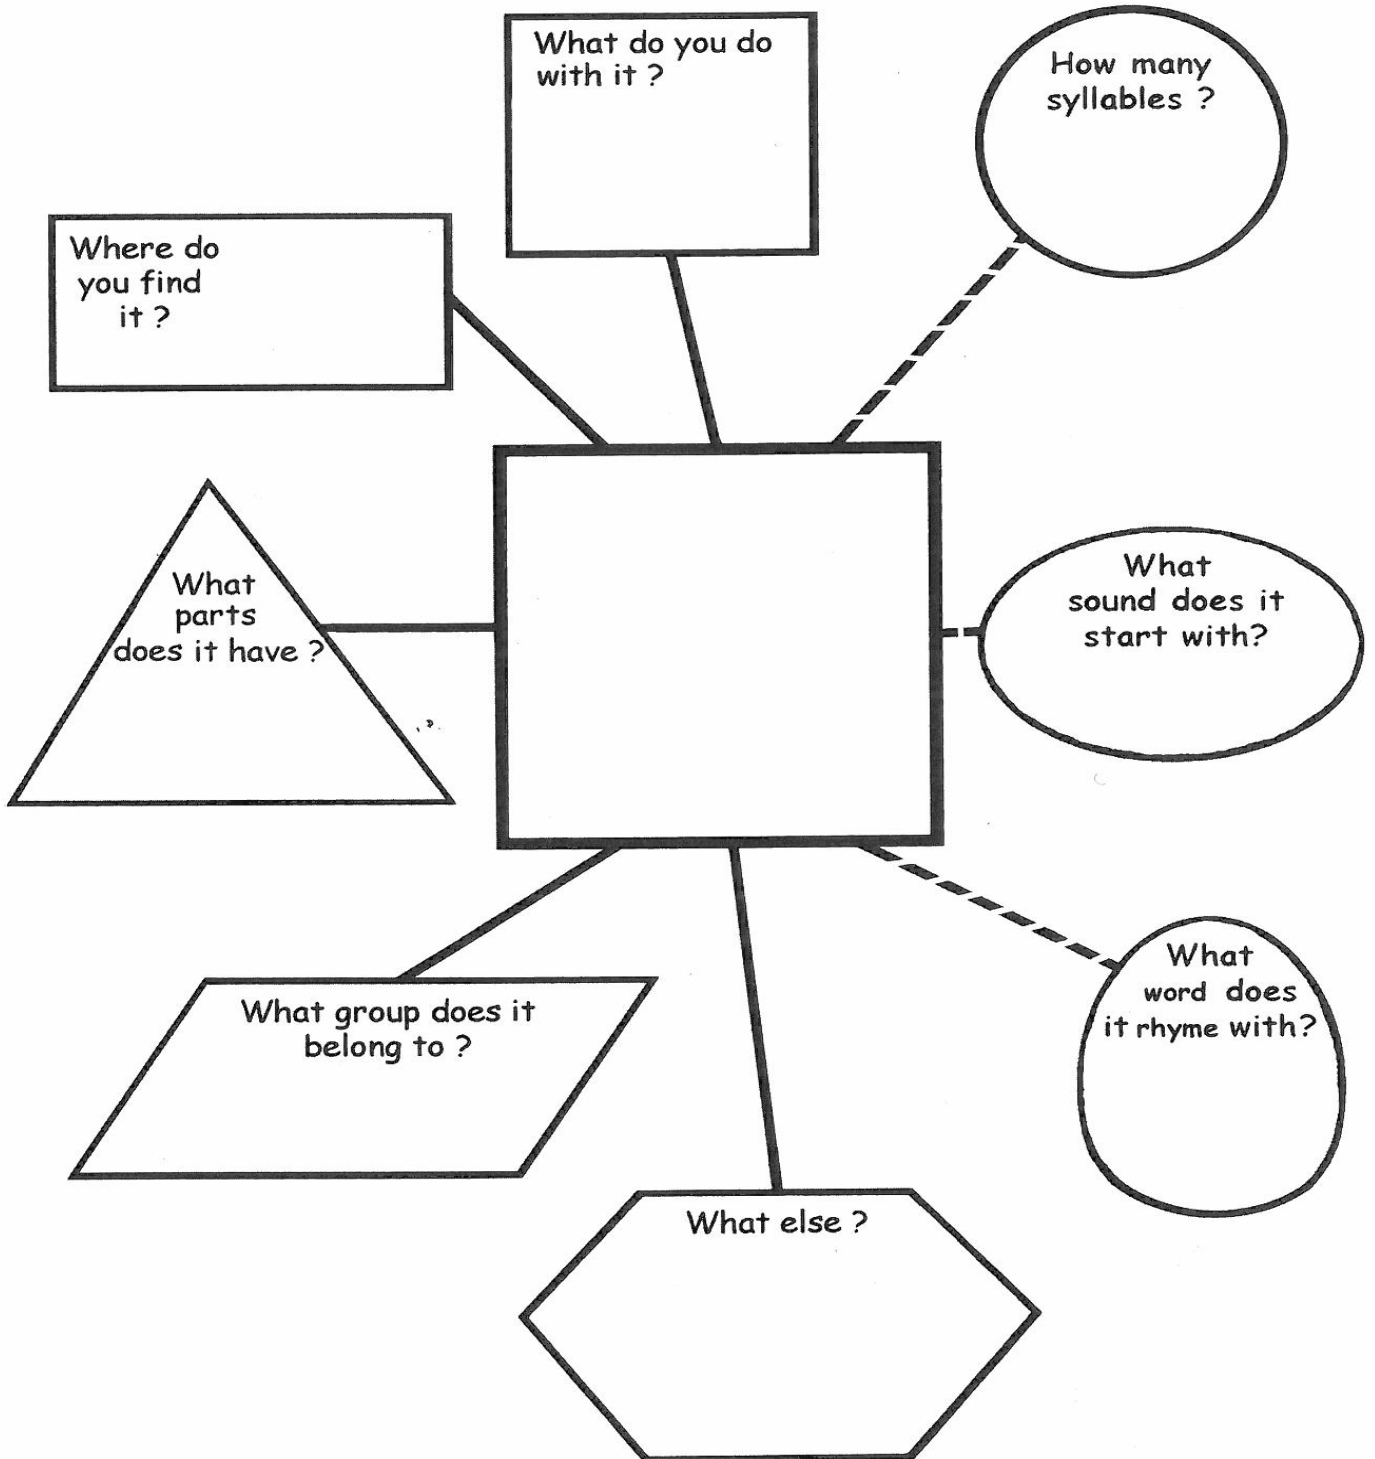 What do you do
with it ?
How many
syllables ?
Where do
you find
it ?
What
parts
does it have ?
What
sound does it
start with?
What group does it
belong to ?
What
word does
it rhyme with?
What else ?